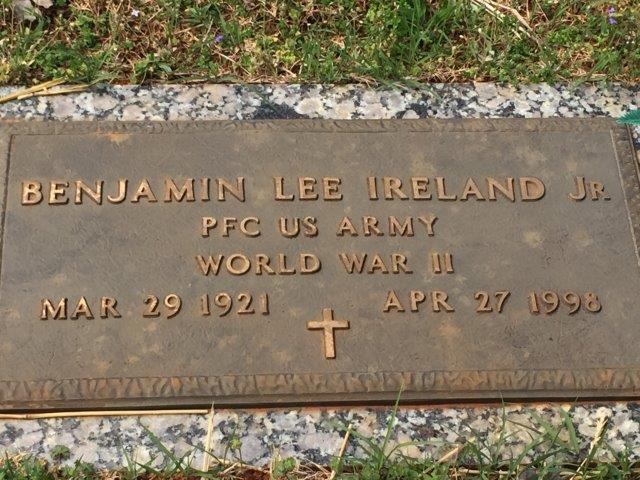 BENJAMIN LEE IRELAND JR
PFC US ARMY
WORLD WAR II
MAR 29 1921 APR 27 1998